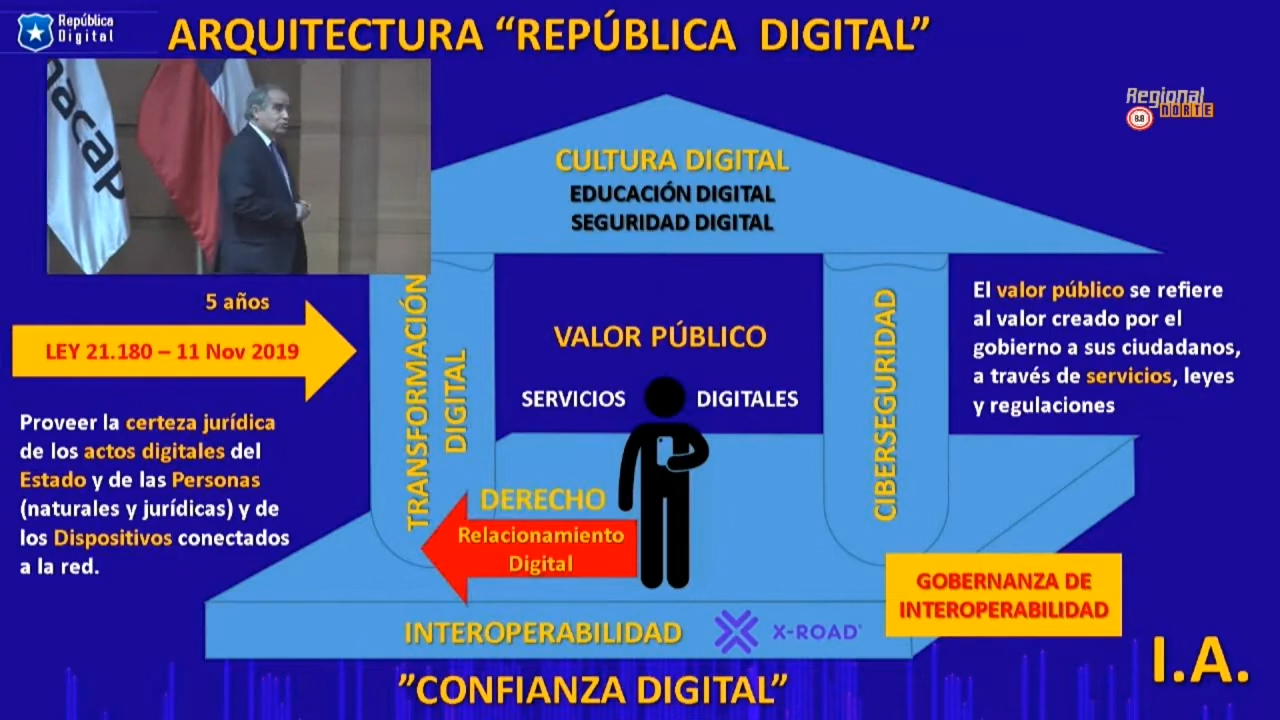 República
Digital
ARQUITECTURA “REPÚBLICA DIGITAL”
nacap
Regional
NORTE
88
CULTURA DIGITAL
EDUCACIÓN DIGITAL
SEGURIDAD DIGITAL
5 años
LEY 21.180 – 11 Nov 2019
Proveer la certeza jurídica
de los actos digitales del
Estado y de las Personas
(naturales y jurídicas) y de
los Dispositivos conectados
a la red.
TRANSFORMACIÓN
DIGITAL
VALOR PÚBLICO
SERVICIOS DIGITALES
DERECHO
Relacionamiento
Digital
CIBERSEGURIDAD
El valor público se refiere
al valor creado por el
gobierno a sus ciudadanos,
a través de servicios, leyes
y regulaciones
GOBERNANZA DE
INTEROPERABILIDAD
INTEROPERABILIDAD X-ROAD®
I.A.
”CONFIANZA DIGITAL”